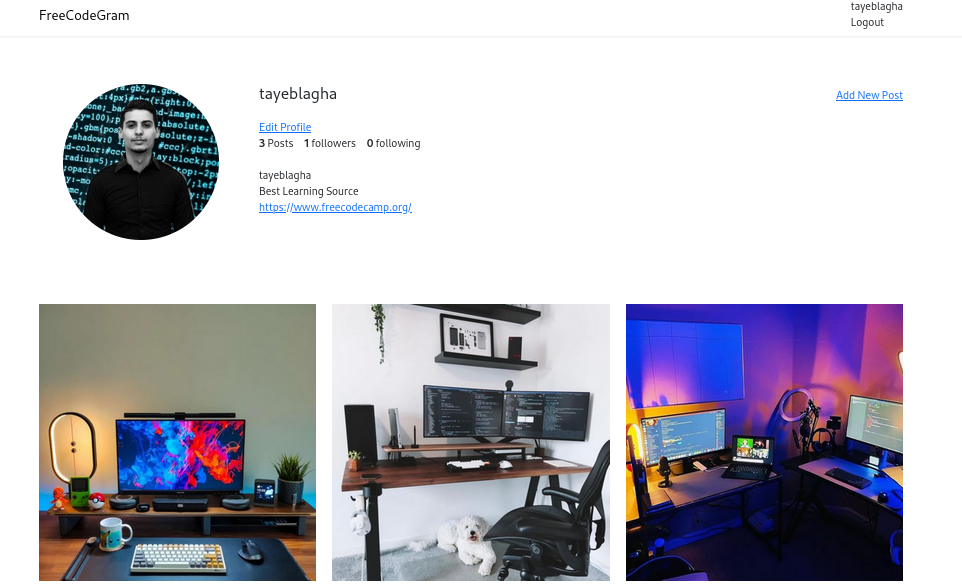 FreeCodeGram
tayeblagha
Logout
tayeblagha
Add New Post
Edit Profile
3 Posts 1 followers 0 following
tayeblagha
Best Learning Source
https://www.freecodecamp.org/